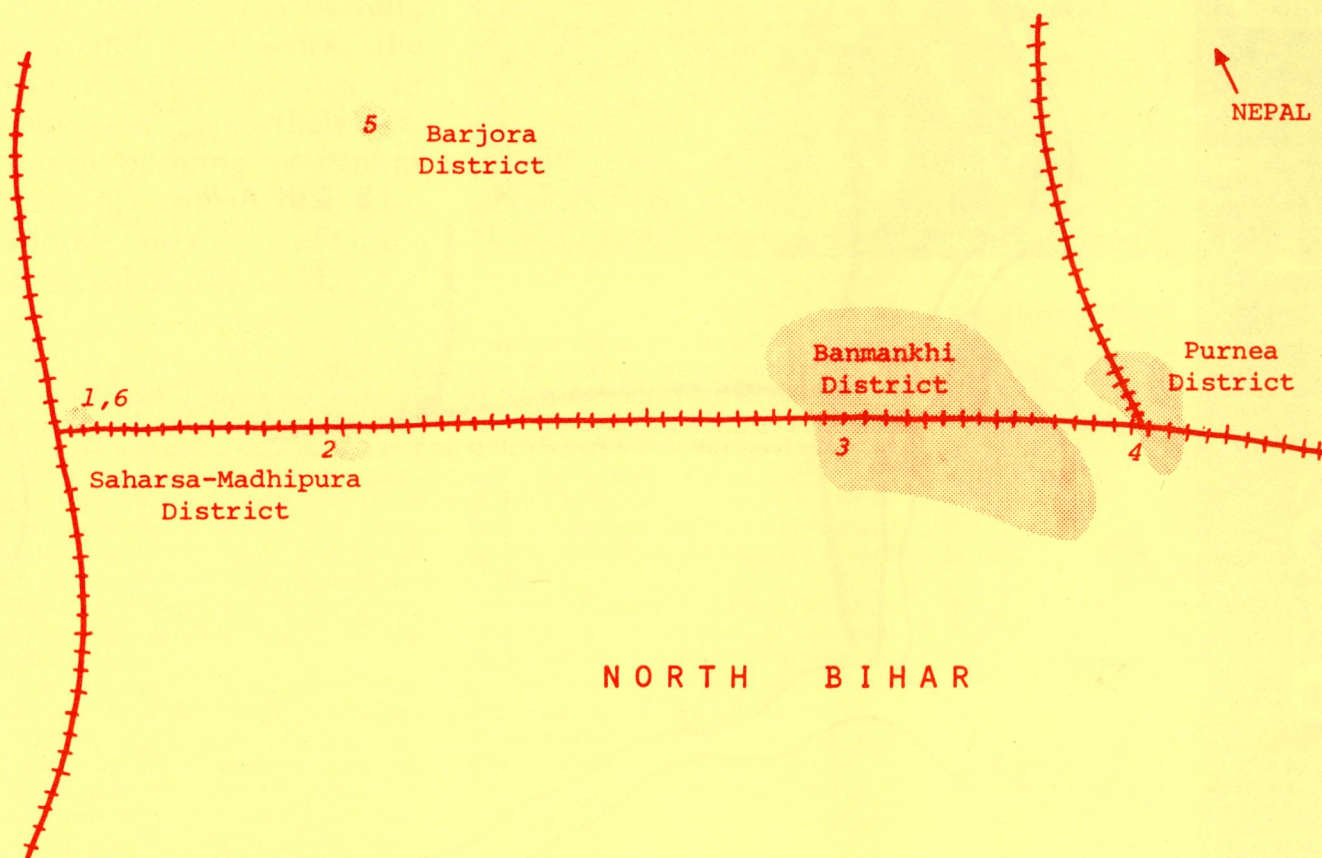 NEPAL
5
Barjora
District
Banmankhi
District
Purnea
District
1,6
2
3
4
Saharsa-Madhipura
District
NORTH BIHAR